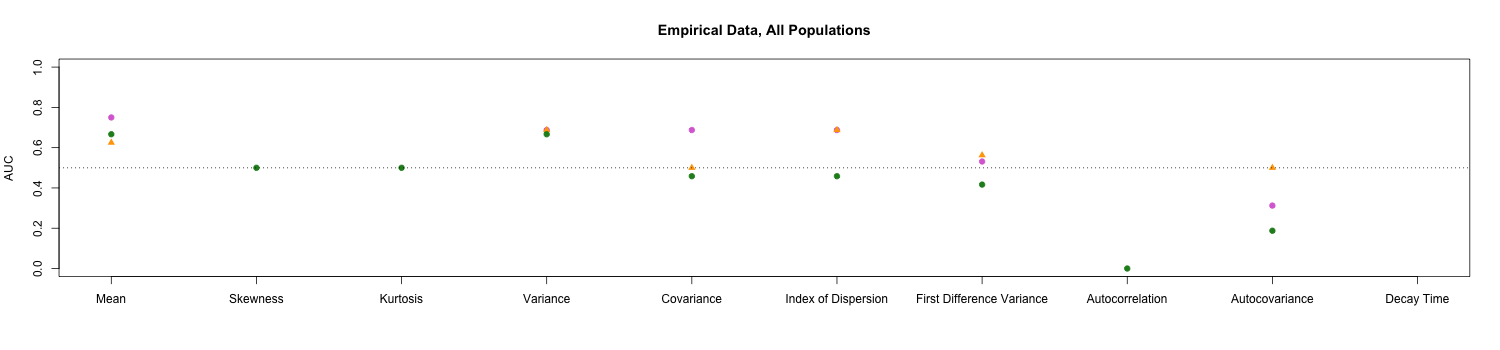 Empirical Data, All Populations
AUC
1.0
0.8
0.6
0.4
0.2
0.0
Mean Skewness Kurtosis Variance Covariance Index of Dispersion First Difference Variance Autocorrelation Autocovariance Decay Time